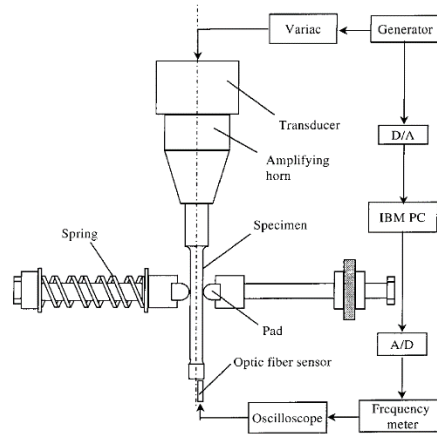 Variac
Generator
Transducer
Amplifying
horn
D/A
IBM PC
Specimen
Spring
Pad
A/D
Optic fiber sensor
Oscilloscope
Frequency
meter